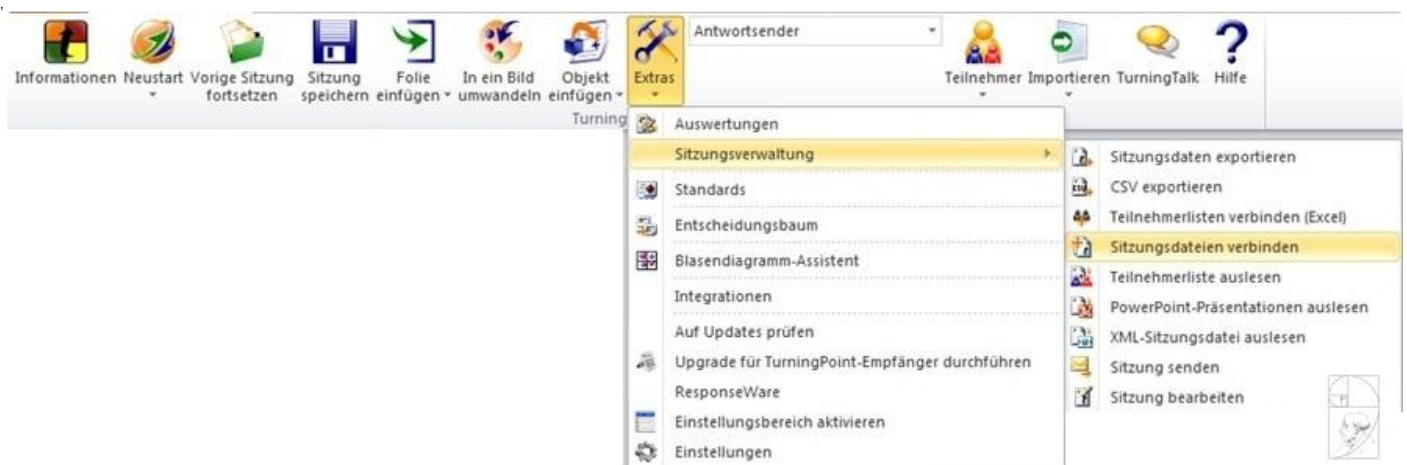 Informationen
Neustart
Vorige Sitzung
fortsetzen
Sitzung
speichern
Folie
einfügen
In ein Bild
umwandeln
Objekt
einfügen
Extras
Antwortsender
Teilnehmer
Importieren
TurningTalk
Hilfe
Turning
Auswertungen
Sitzungsverwaltung
Standards
Entscheidungsbaum
Blasendiagramm-Assistent
Integrationen
Auf Updates prüfen
Upgrade für TurningPoint-Empfänger durchführen
ResponseWare
Einstellungsbereich aktivieren
Einstellungen
Sitzungsdaten exportieren
CSV exportieren
Teilnehmerlisten verbinden (Excel)
Sitzungsdateien verbinden
Teilnehmerliste auslesen
PowerPoint-Präsentationen auslesen
XML-Sitzungsdatei auslesen
Sitzung senden
Sitzung bearbeiten